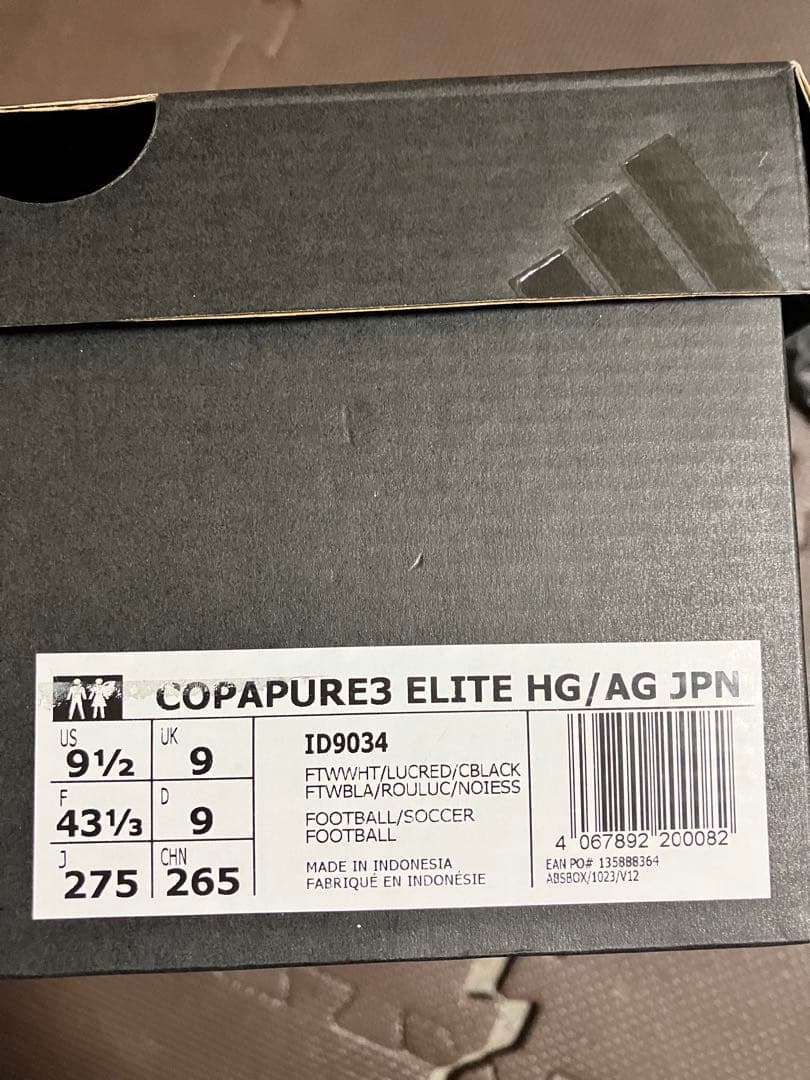 COPAPURE3 ELITE HG/AG JPN
US 9½ UK 9
F 43⅓ D 9
J 275 CHN 265
ID9034
FTWWHT/LUCRED/CBLACK
FTWBLA/ROULUC/NOIESS
FOOTBALL/SOCCER
FOOTBALL
MADE IN INDONESIA
FABRIQUÉ EN INDONÉSIE
4 067892 200082
EAN PO# 135888364
ABSBOX/1023/V12